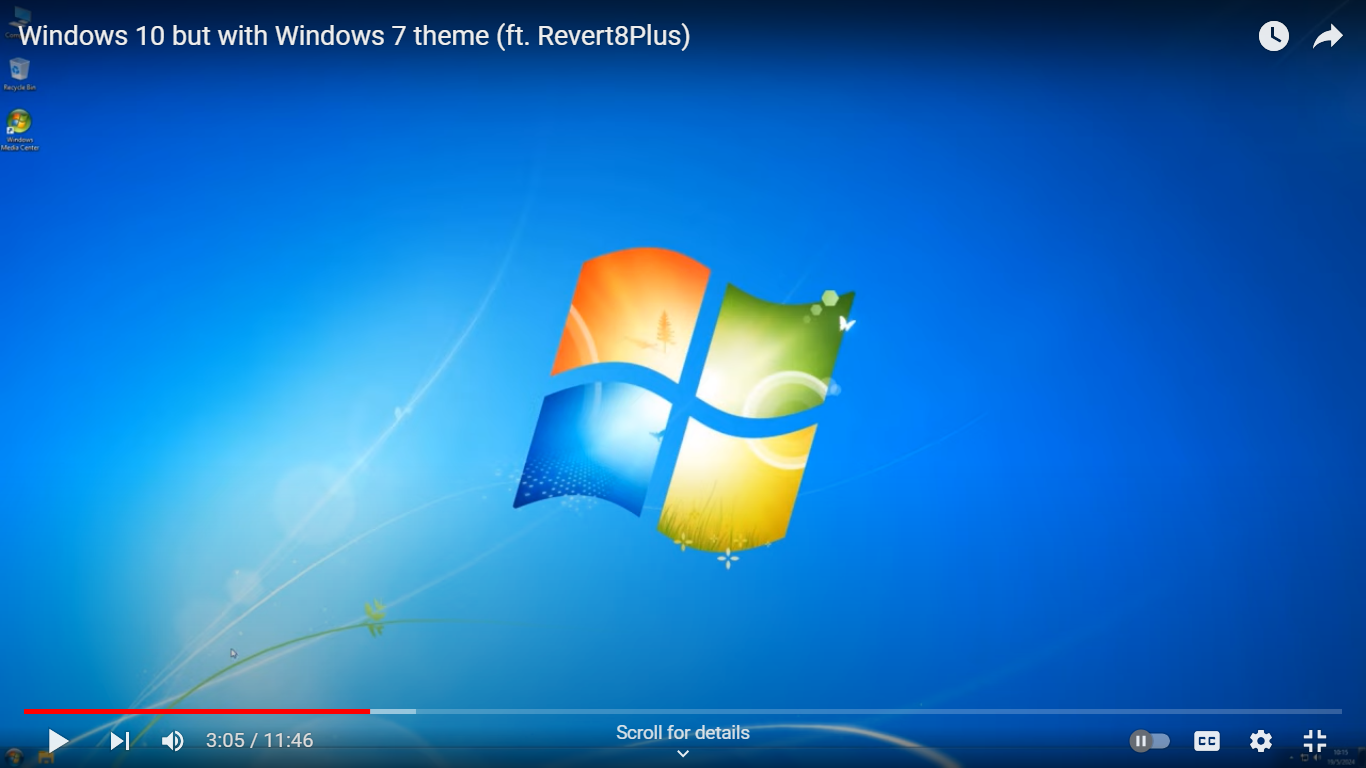 Windows 10 but with Windows 7 theme (ft. Revert8Plus)
Recycle Bin
Windows
Media Center
3:05 / 11:46
Scroll for details
CC